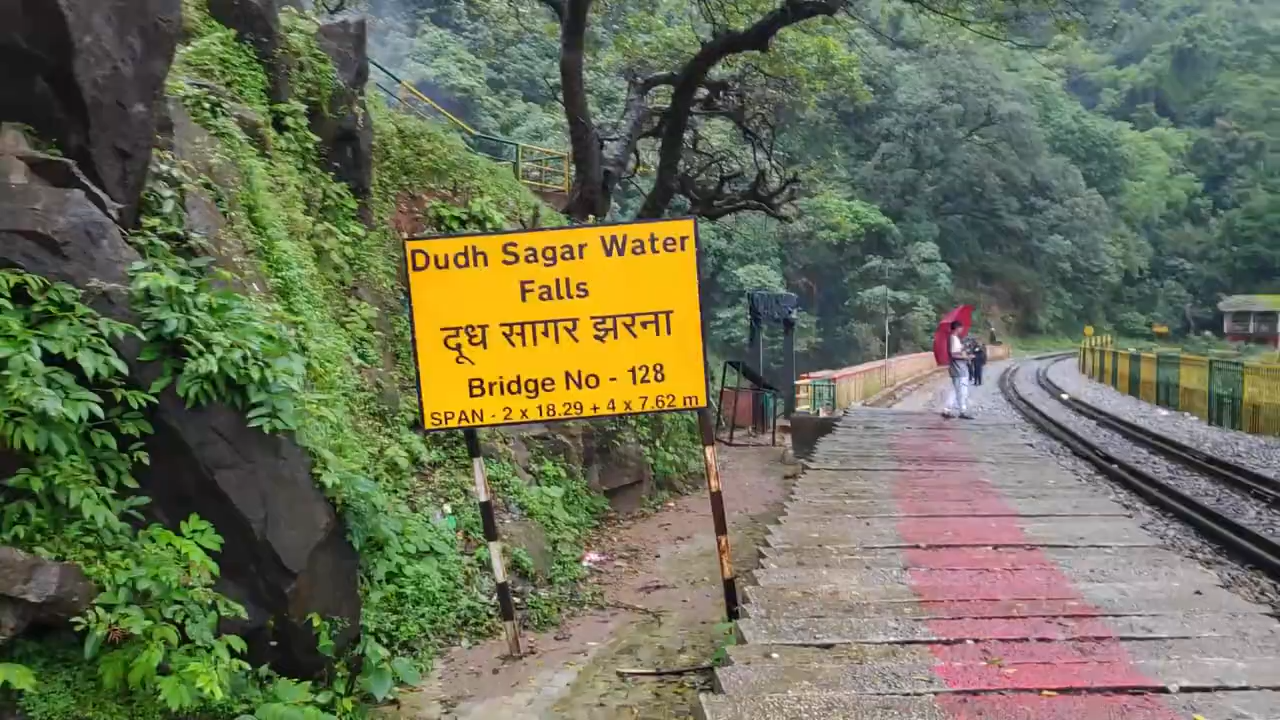 Dudh Sagar Water
Falls
दूध सागर झरना
Bridge No - 128
SPAN - 2 x 18.29 + 4 x 7.62 m